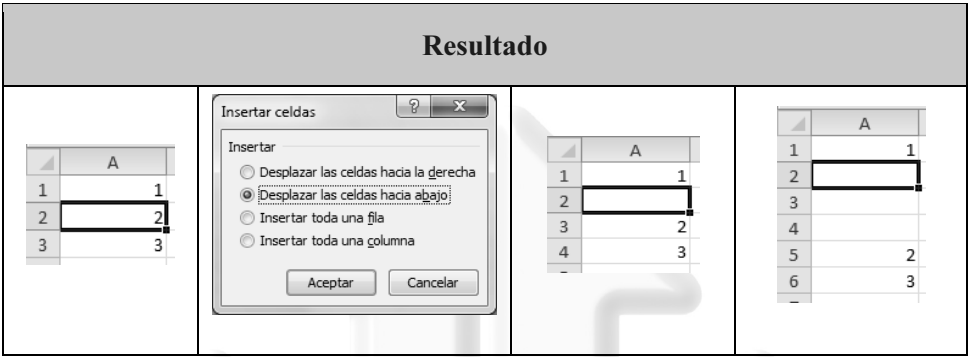 Resultado
A
1 1
2 2
3 3
Insertar celdas
Insertar
Desplazar las celdas hacia la derecha
Desplazar las celdas hacia abajo
Insertar toda una fila
Insertar toda una columna
Aceptar Cancelar
A
1 1
2
3 2
4 3
A
1 1
2
3
4
5 2
6 3